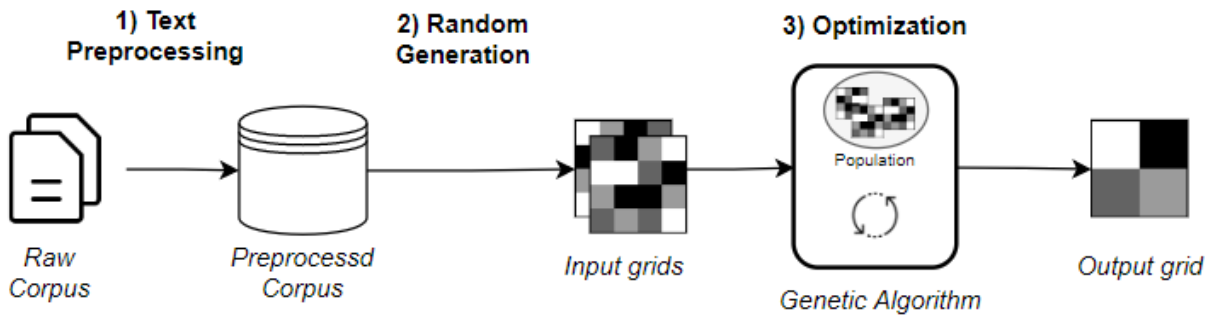 1) Text
Preprocessing
2) Random
Generation
3) Optimization
Population
Raw
Corpus
Preprocessd
Corpus
Input grids
Genetic Algorithm
Output grid